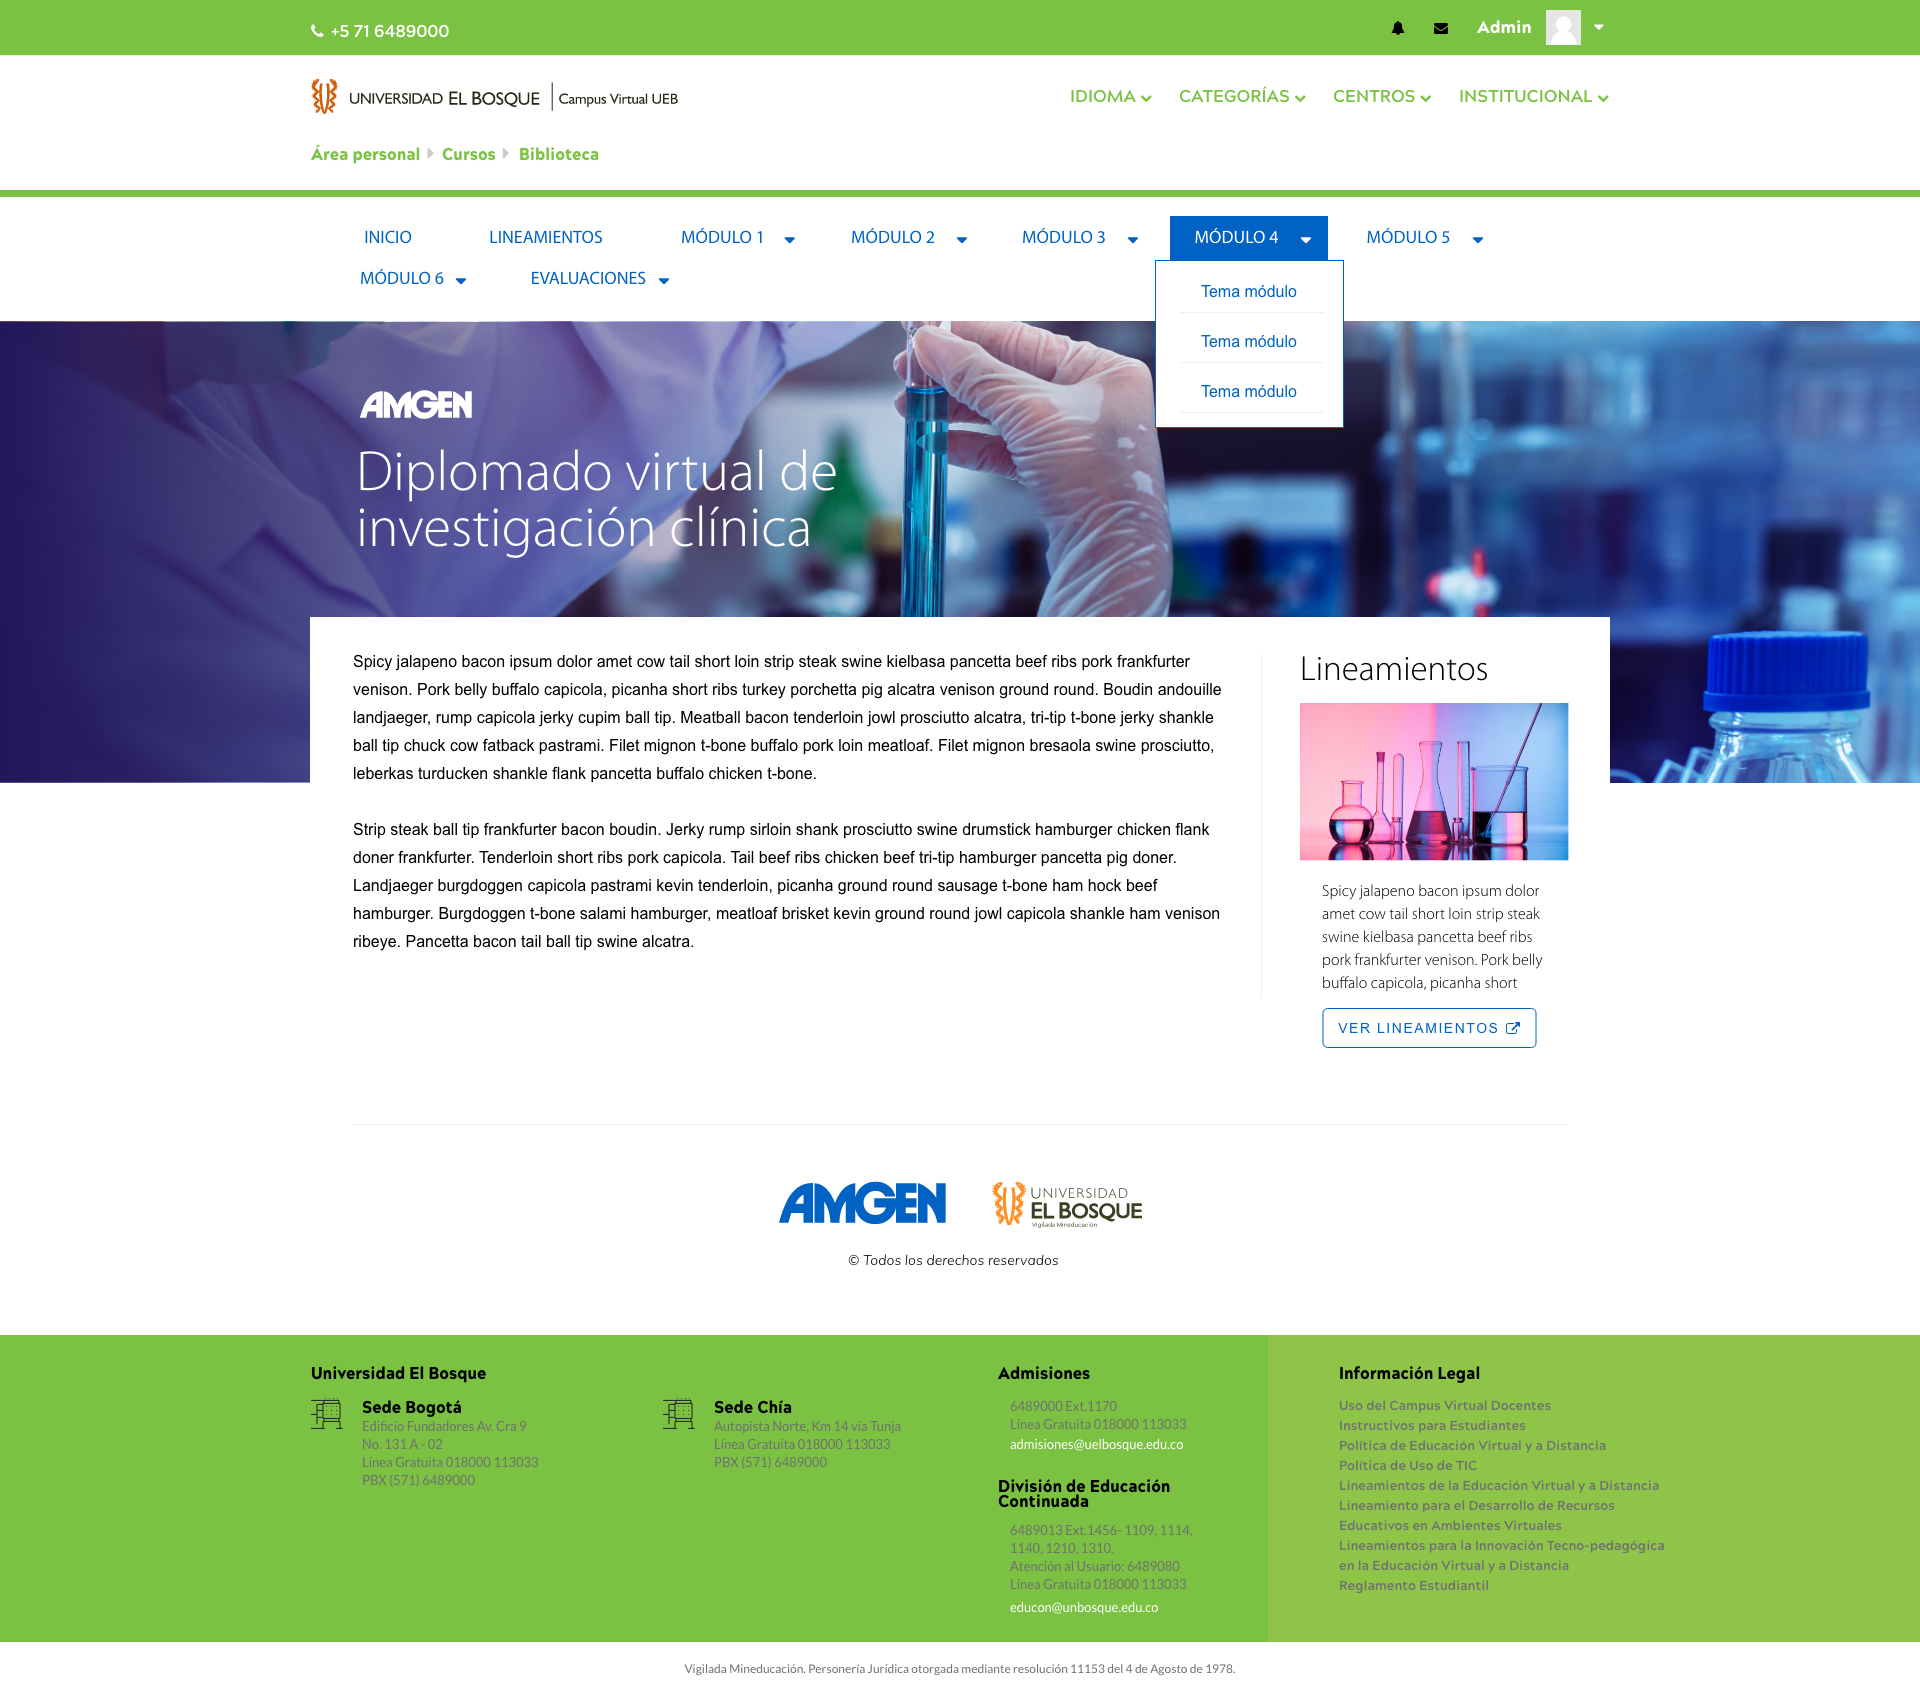 +5 71 6489000
Admin
UNIVERSIDAD EL BOSQUE | Campus Virtual UEB
IDIOMA CATEGORÍAS CENTROS INSTITUCIONAL
Área personal Cursos Biblioteca
INICIO LINEAMIENTOS MÓDULO 1 MÓDULO 2 MÓDULO 3 MÓDULO 4 MÓDULO 5
MÓDULO 6 EVALUACIONES
Tema módulo
Tema módulo
Tema módulo
AMGEN
Diplomado virtual de
investigación clínica
Spicy jalapeno bacon ipsum dolor amet cow tail short loin strip steak swine kielbasa pancetta beef ribs pork frankfurter
venison. Pork belly buffalo capicola, picanha short ribs turkey porchetta pig alcatra venison ground round. Boudin andouille
landjaeger, rump capicola jerky cupim ball tip. Meatball bacon tenderloin jowl prosciutto alcatra, tri-tip t-bone jerky shankle
ball tip chuck cow fatback pastrami. Filet mignon t-bone buffalo pork loin meatloaf. Filet mignon bresaola swine prosciutto,
leberkas turducken shankle flank pancetta buffalo chicken t-bone.
Strip steak ball tip frankfurter bacon boudin. Jerky rump sirloin shank prosciutto swine drumstick hamburger chicken flank
doner frankfurter. Tenderloin short ribs pork capicola. Tail beef ribs chicken beef tri-tip hamburger pancetta pig doner.
Landjaeger burgdoggen capicola pastrami kevin tenderloin, picanha ground round sausage t-bone ham hock beef
hamburger. Burgdoggen t-bone salami hamburger, meatloaf brisket kevin ground round jowl capicola shankle ham venison
ribeye. Pancetta bacon tail ball tip swine alcatra.
Lineamientos
Spicy jalapeno bacon ipsum dolor
amet cow tail short loin strip steak
swine kielbasa pancetta beef ribs
pork frankfurter venison. Pork belly
buffalo capicola, picanha short
VER LINEAMIENTOS
AMGEN
UNIVERSIDAD
EL BOSQUE
Vigilada Mineducación
© Todos los derechos reservados
Universidad El Bosque
Sede Bogotá
Edificio Fundadores Av. Cra 9
No. 131 A - 02
Línea Gratuita 018000 113033
PBX (571) 6489000
Sede Chía
Autopista Norte, Km 14 via Tunja
Línea Gratuita 018000 113033
PBX (571) 6489000
Admisiones
6489000 Ext.1170
Línea Gratuita 018000 113033
admisiones@uelbosque.edu.co
División de Educación
Continuada
6489013 Ext.1456- 1109, 1114,
1140, 1210, 1310.
Atención al Usuario: 6489080
Línea Gratuita 018000 113033
educon@unbosque.edu.co
Información Legal
Uso del Campus Virtual Docentes
Instructivos para Estudiantes
Política de Educación Virtual y a Distancia
Política de Uso de TIC
Lineamientos de la Educación Virtual y a Distancia
Lineamiento para el Desarrollo de Recursos
Educativos en Ambientes Virtuales
Lineamientos para la Innovación Tecno-pedagógica
en la Educación Virtual y a Distancia
Reglamento Estudiantil
Vigilada Mineducación. Personería Jurídica otorgada mediante resolución 11153 del 4 de Agosto de 1978.